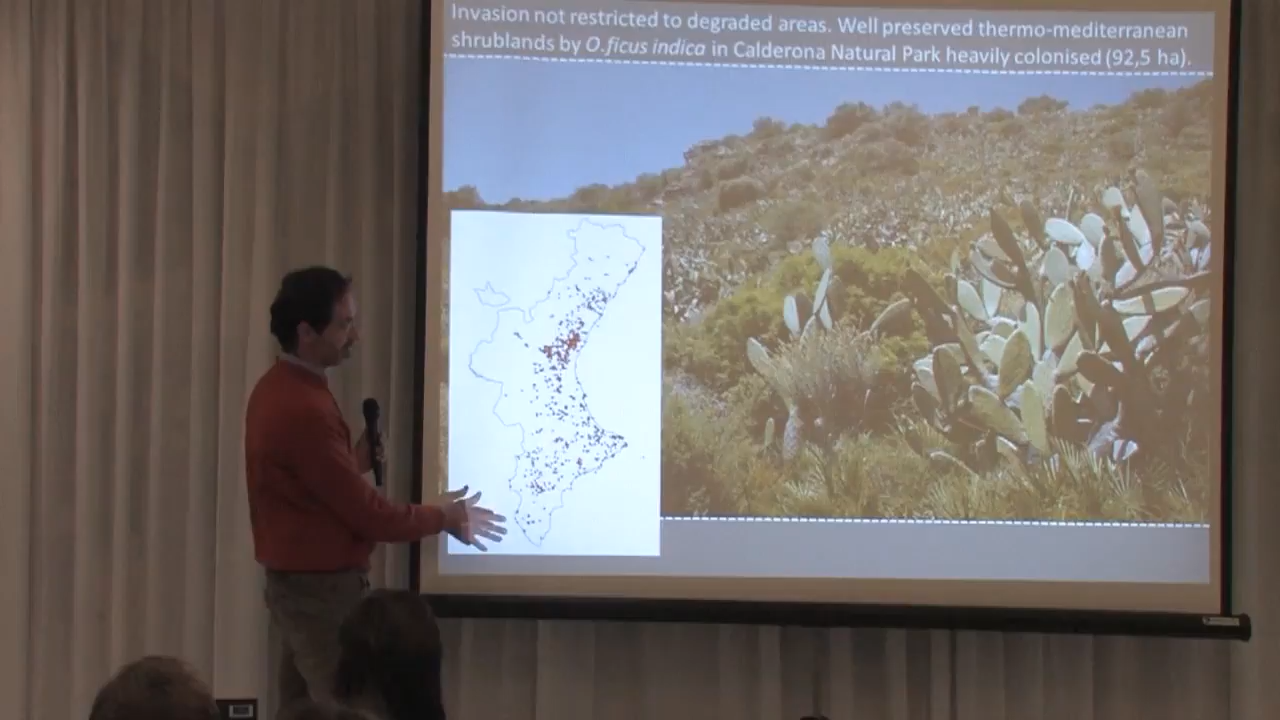 Invasion not restricted to degraded areas. Well preserved thermo-mediterranean
shrublands by O.ficus indica in Calderona Natural Park heavily colonised (92,5 ha).